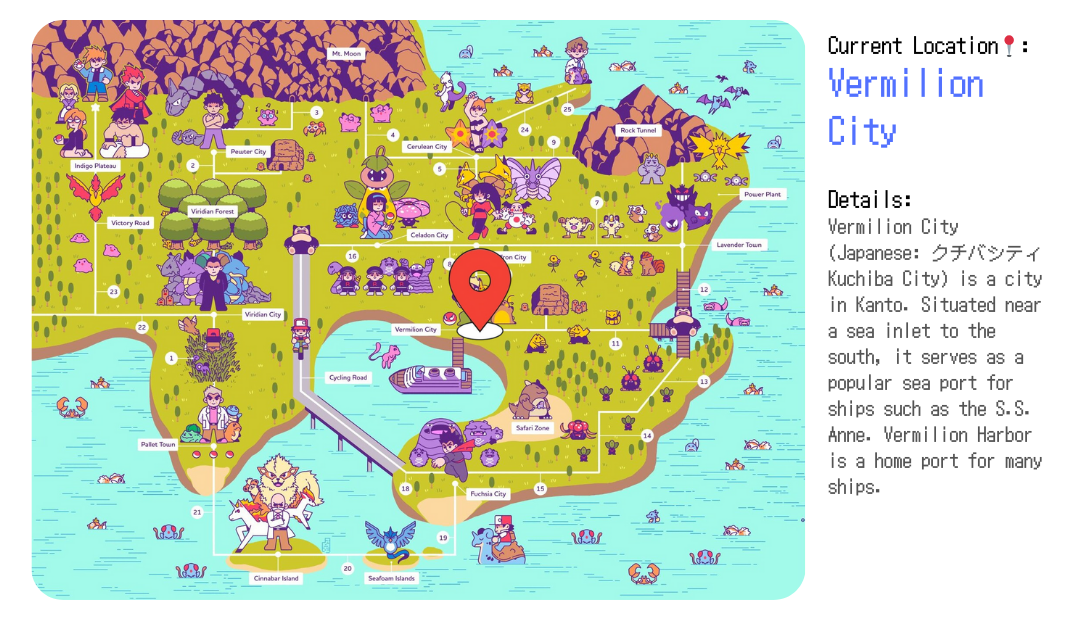 Mt. Moon
3
25
Rock Tunnel
24
4
9
Cerulean City
Pewter City
2
5
Indigo Plateau
Power Plant
7
Viridian Forest
Victory Road
Celadon City
Lavender Town
16
ron City
8
12
23
Viridian City
22
Vermilion City
11
1
Cycling Road
13
Safari Zone
14
Pallet Town
18
15
Fuchsia City
21
19
20
Cinnabar Island
Seafoam Islands
Current Location📍:
Vermilion
City
Details:
Vermilion City
(Japanese: クチバシティ
Kuchiba City) is a city
in Kanto. Situated near
a sea inlet to the
south, it serves as a
popular sea port for
ships such as the S.S.
Anne. Vermilion Harbor
is a home port for many
ships.